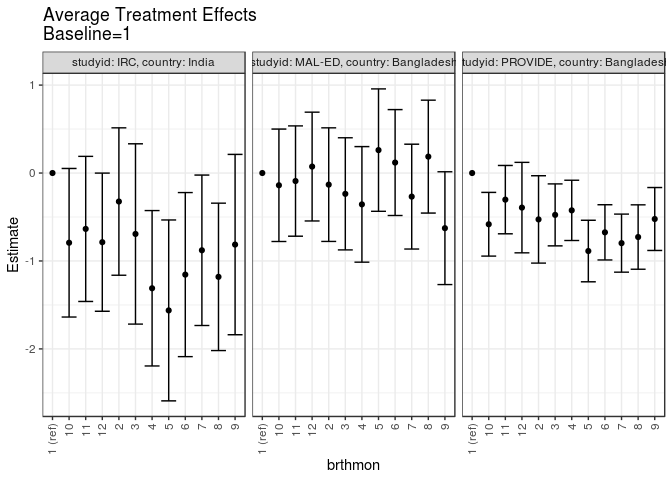 Average Treatment Effects
Baseline=1
studyid: IRC, country: India
studyid: MAL-ED, country: Bangladesh
tudyid: PROVIDE, country: Bangladesh
Estimate
1
0
-1
-2
1 (ref) 10 11 12 2 3 4 5 6 7 8 9
1 (ref) 10 11 12 2 3 4 5 6 7 8 9
1 (ref) 10 11 12 2 3 4 5 6 7 8 9
brthmon